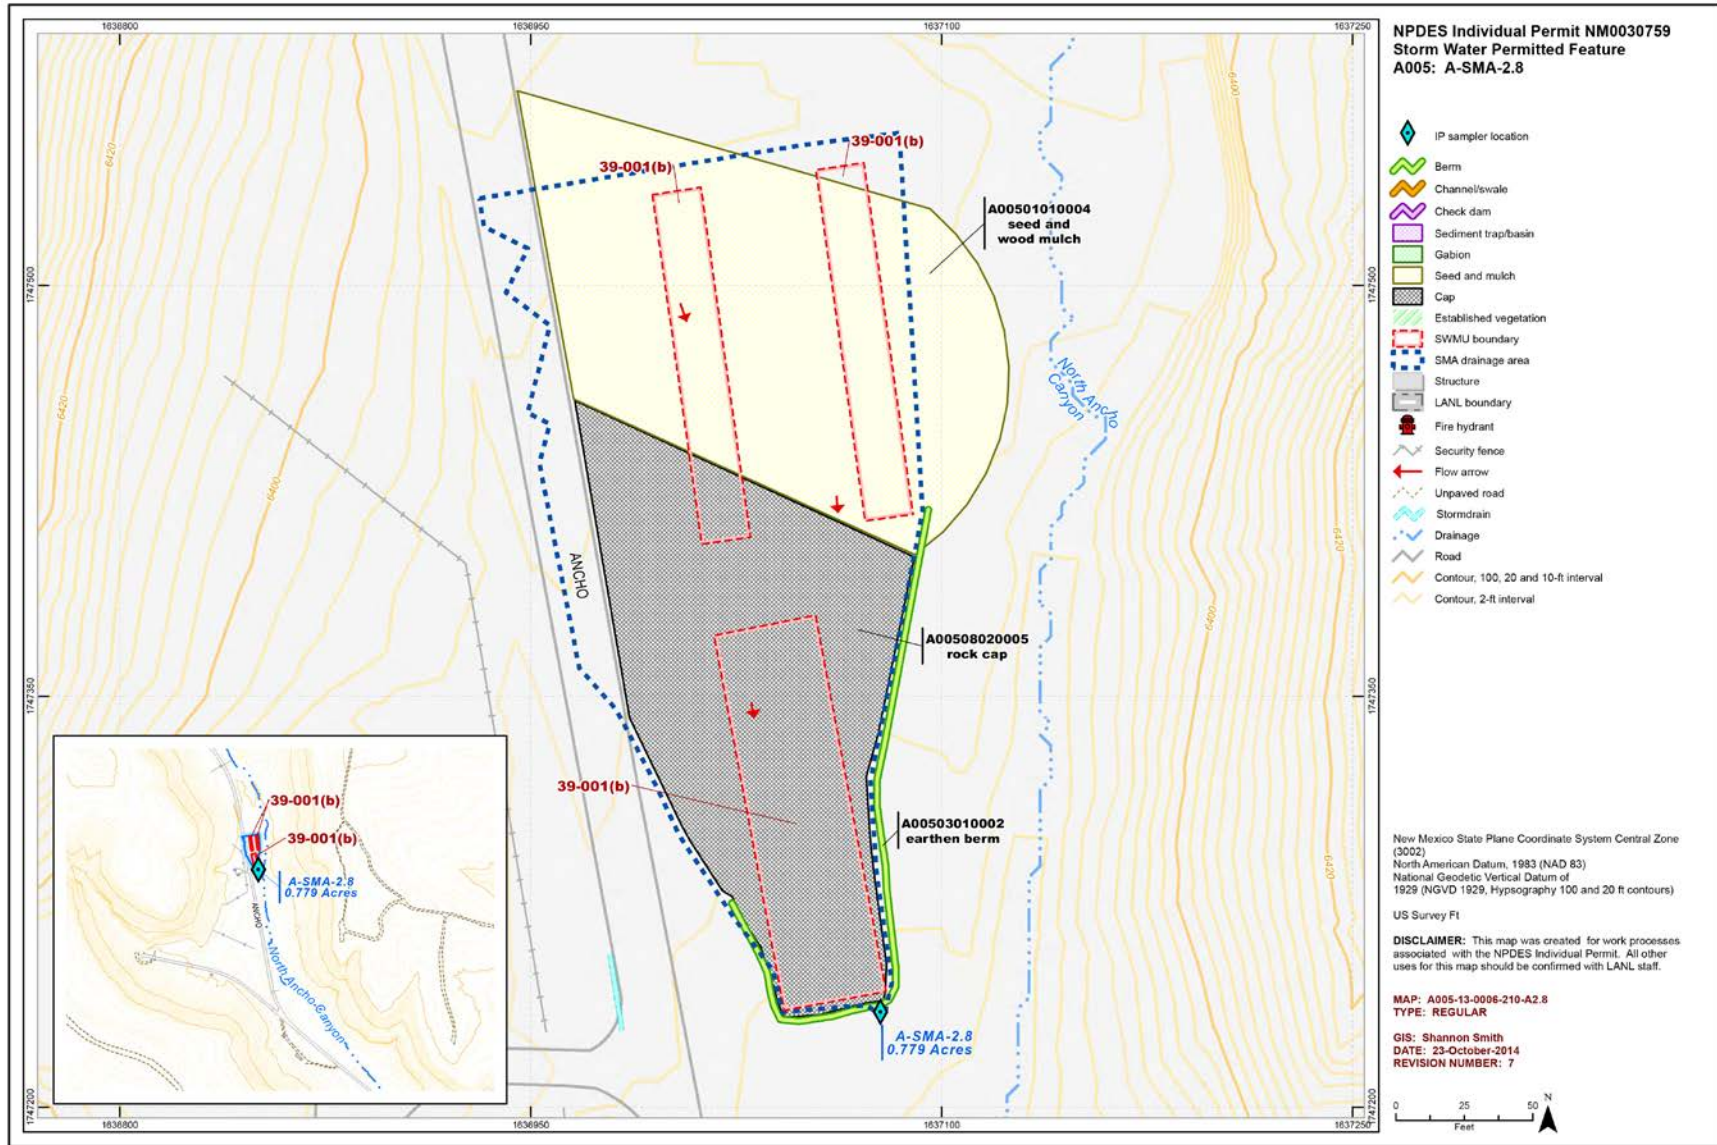 1636800
1636950
1637100
1637250
NPDES Individual Permit NM0030759
Storm Water Permitted Feature
A005: A-SMA-2.8
IP sampler location
Berm
Channel/swale
Check dam
Sediment trap/basin
Gabion
Seed and mulch
Cap
Established vegetation
SWMU boundary
SMA drainage area
Structure
LANL boundary
Fire hydrant
Security fence
Flow arrow
Unpaved road
Stormdrain
Drainage
Road
Contour, 100, 20 and 10-ft interval
Contour, 2-ft interval
6420
6400
39-001(b)
39-001(b)
A00501010004
seed and
wood mulch
1747500
1747500
North Ancho
Canyon
6420
6400
6420
ANCHO
A00508020005
rock cap
6400
1747350
1747350
39-001(b)
A00503010002
earthen berm
6420
39-001(b)
39-001(b)
A-SMA-2.8
0.779 Acres
ANCHO
North Ancho Canyon
A-SMA-2.8
0.779 Acres
1747200
1747200
1636800
1636950
1637100
1637250
New Mexico State Plane Coordinate System Central Zone
(3002)
North American Datum, 1983 (NAD 83)
National Geodetic Vertical Datum of
1929 (NGVD 1929, Hypsography 100 and 20 ft contours)
US Survey Ft
DISCLAIMER: This map was created for work processes
associated with the NPDES Individual Permit. All other
uses for this map should be confirmed with LANL staff.
MAP: A005-13-0006-210-A2.8
TYPE: REGULAR
GIS: Shannon Smith
DATE: 23-October-2014
REVISION NUMBER: 7
0 25 50
Feet
N